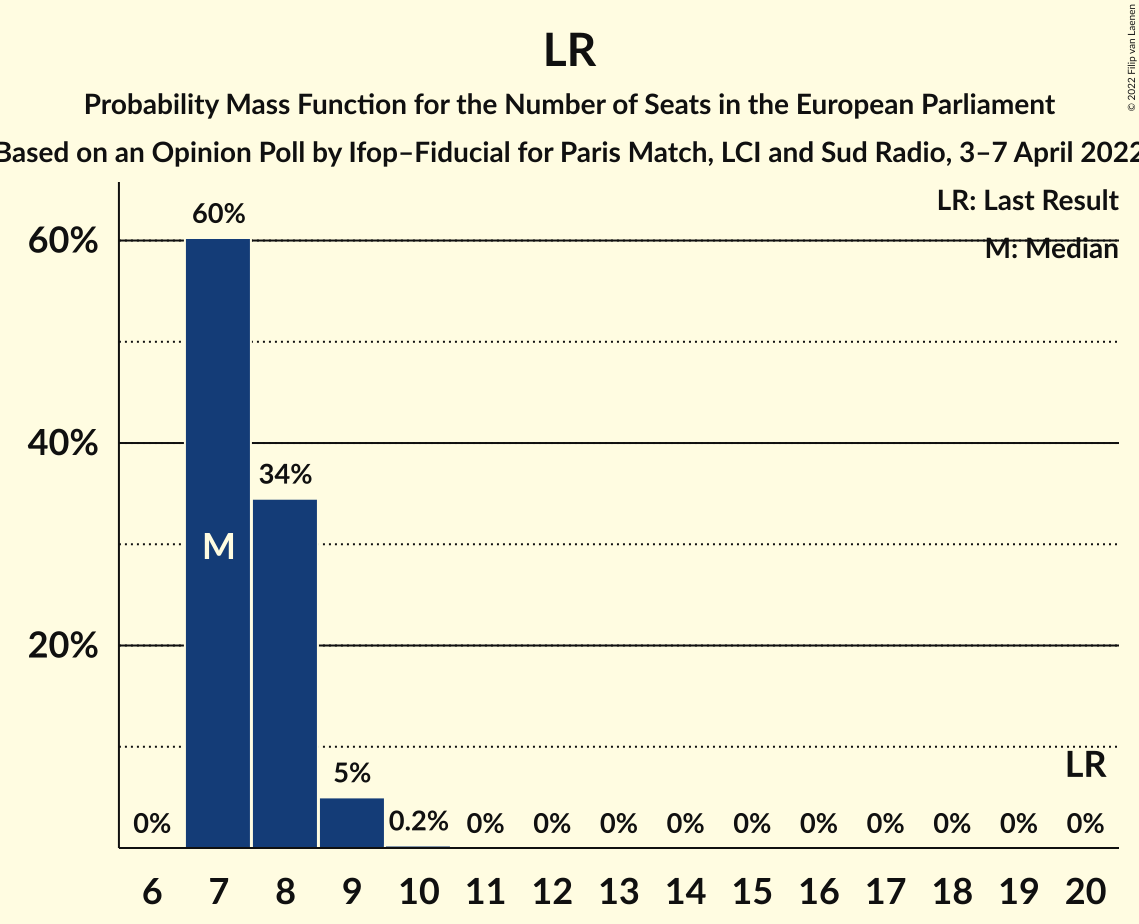 LR
Probability Mass Function for the Number of Seats in the European Parliament
Based on an Opinion Poll by Ifop–Fiducial for Paris Match, LCI and Sud Radio, 3–7 April 2022
© 2022 Filip van Laenen
LR: Last Result
M: Median
60%
40%
20%
0%
60%
34%
5%
0.2%
0%
0%
0%
0%
0%
0%
0%
0%
0%
0%
M
LR
6 7 8 9 10 11 12 13 14 15 16 17 18 19 20